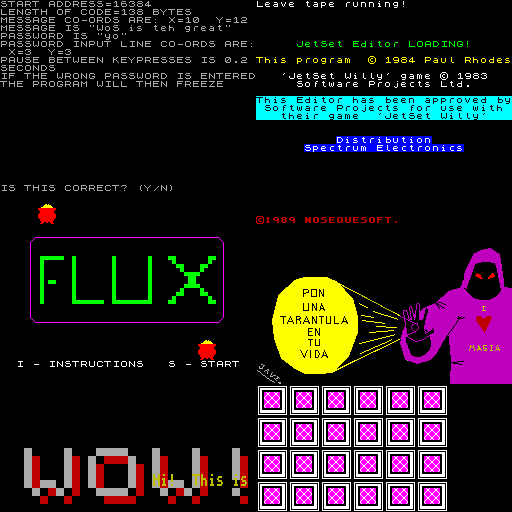 START ADDRESS=16384
LENGTH OF CODE=138 BYTES
MESSAGE CO-ORDS ARE: X=10  Y=12
MESSAGE IS "WoS is teh great"
PASSWORD IS "yo"
PASSWORD INPUT LINE CO-ORDS ARE:
X=3  Y=3
PAUSE BETWEEN KEYPRESSES IS 0.2
SECONDS
IF THE WRONG PASSWORD IS ENTERED
THE PROGRAM WILL THEN FREEZE
IS THIS CORRECT? (Y/N)
Leave tape running!
JetSet Editor LOADING!
This program  © 1984 Paul Rhodes
'JetSet Willy' game © 1983
Software Projects Ltd.
This Editor has been approved by
Software Projects for use with
their game  'JetSet Willy'
Distribution
Spectrum Electronics
FLUX
I - INSTRUCTIONS   S - START
©1989 NOSERVESOFT.
PON
UNA
TARANTULA
EN
TU
VIDA
I
MAGIA
JAVI.
WOW!
Hi. This is